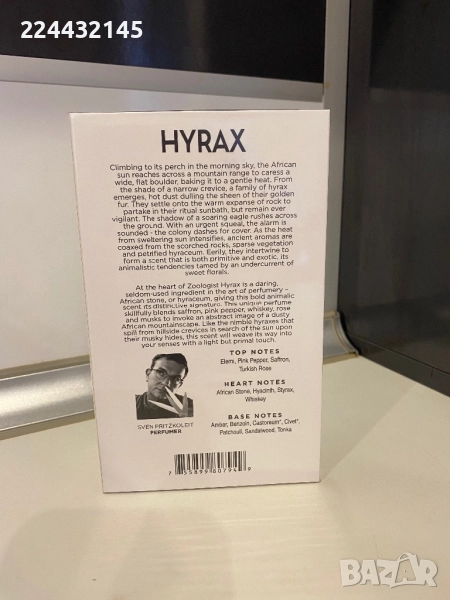 224432145
HYRAX
Climbing to its perch in the morning sky, the African
sun reaches across a mountain range to caress a
wide, flat boulder, baking it to a gentle heat. From
the shade of a narrow crevice, a family of hyrax
emerges, hot dust dulling the sheen of their golden
fur. They settle onto the warm expanse of rock to
partake in their ritual sunbath, but remain ever
vigilant. The shadow of a soaring eagle rushes across
the ground. With an urgent squeal, the alarm is
sounded - the colony dashes for cover. As the heat
from sweltering sun intensifies, ancient aromas are
coaxed from the scorched rocks, sparse vegetation
and petrified hyraceum. Eerily, they intertwine to
form a scent that is both primitive and exotic, its
animalistic tendencies tamed by an undercurrent of
sweet florals.
At the heart of Zoologist Hyrax is a daring,
seldom-used ingredient in the art of perfumery –
African stone, or hyraceum, giving this bold animalic
scent its distinctive signature. This unique perfume
skillfully blends saffron, pink pepper, whiskey, rose
and musks to invoke an abstract image of a dusty
African mountainscape. Like the nimble hyraxes that
spill from hillside crevices in search of the sun upon
their musky hides, this scent will weave its way into
your senses with a light but primal touch.
TOP NOTES
Elemi, Pink Pepper, Saffron,
Turkish Rose
HEART NOTES
African Stone, Hyacinth, Styrax,
Whiskey
BASE NOTES
Amber, Benzoin, Castoreum*, Civet*,
Patchouli, Sandalwood, Tonka
SVEN PRITZKOLEIT
PERFUMER
7 55899 80794 8
BAZAR